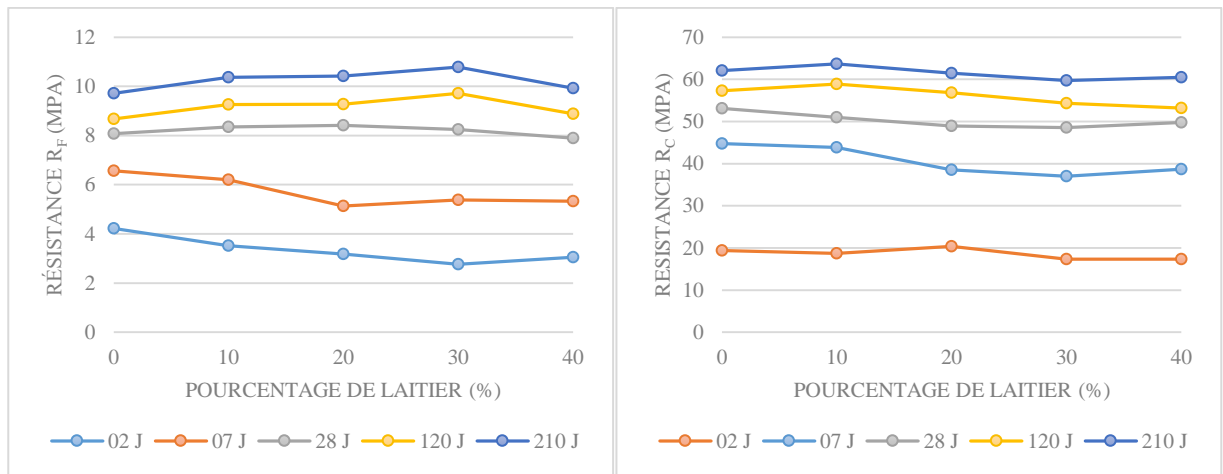 RÉSISTANCE RF (MPA)
12
10
8
6
4
2
0
0 10 20 30 40
POURCENTAGE DE LAITIER (%)
02 J 07 J 28 J 120 J 210 J
RESISTANCE RC (MPA)
70
60
50
40
30
20
10
0
0 10 20 30 40
POURCENTAGE DE LAITIER (%)
02 J 07 J 28 J 120 J 210 J